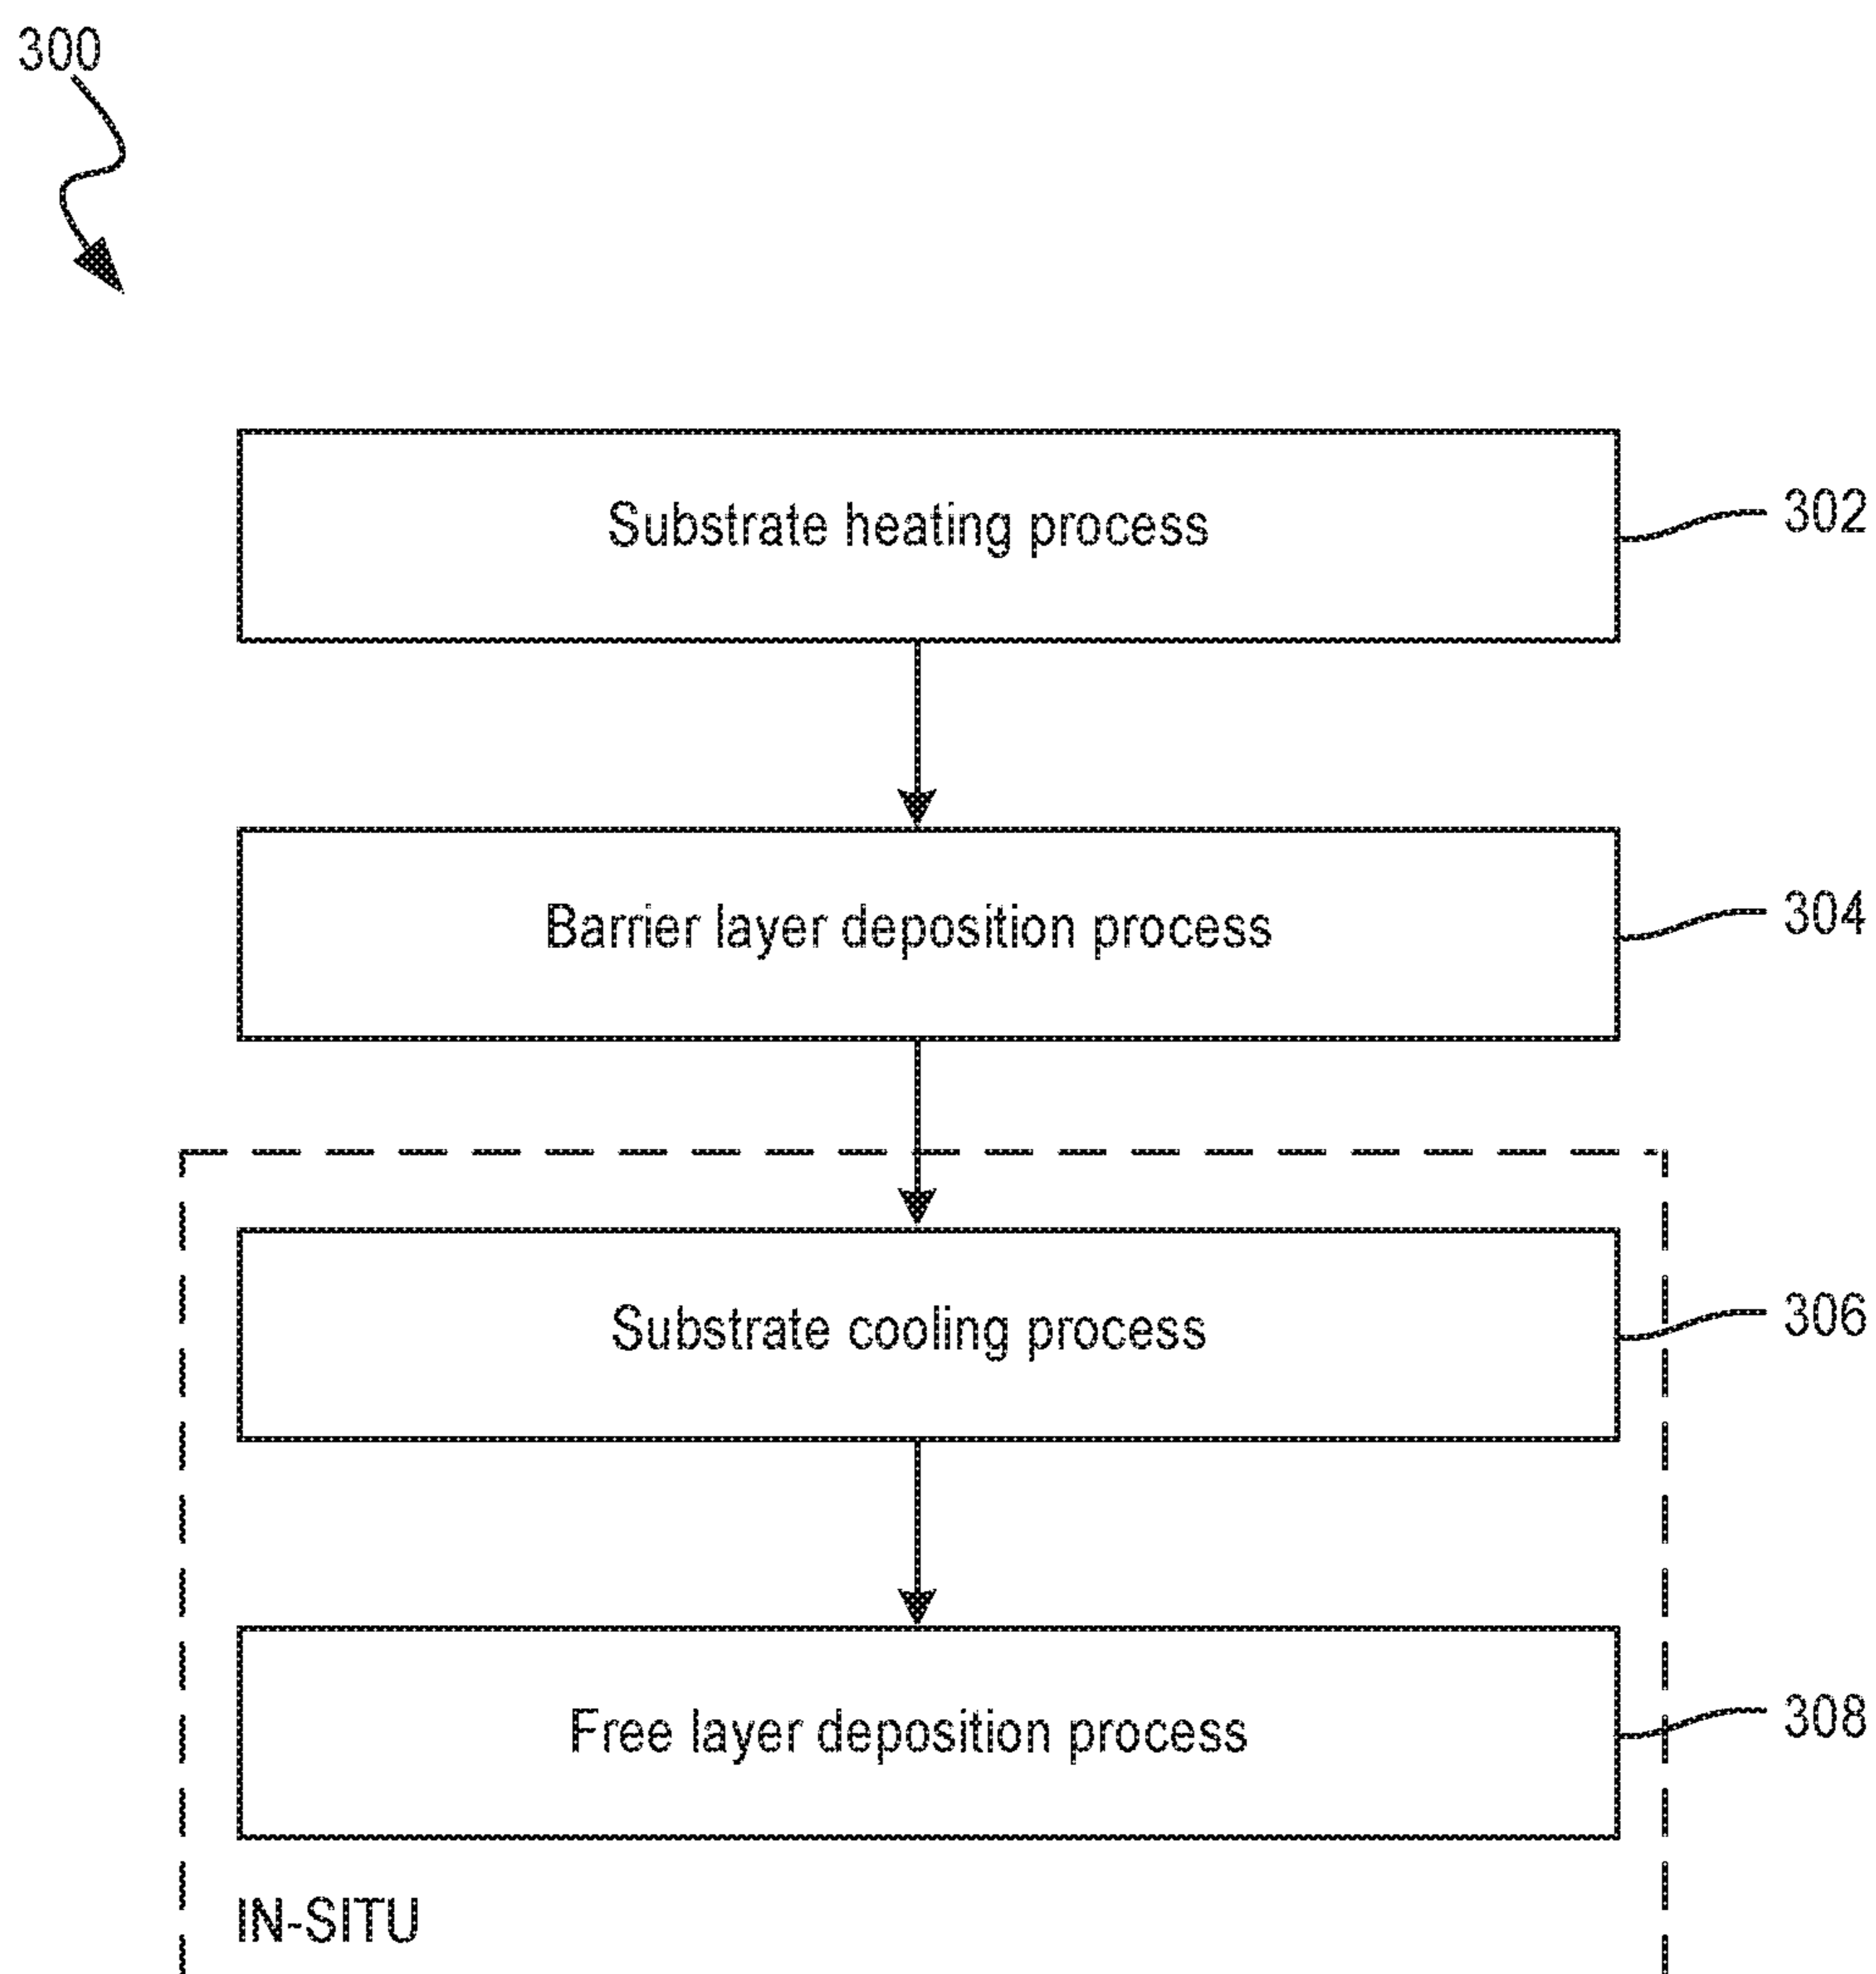 300
Substrate heating process
302
Barrier layer deposition process
304
Substrate cooling process
306
Free layer deposition process
308
IN-SITU